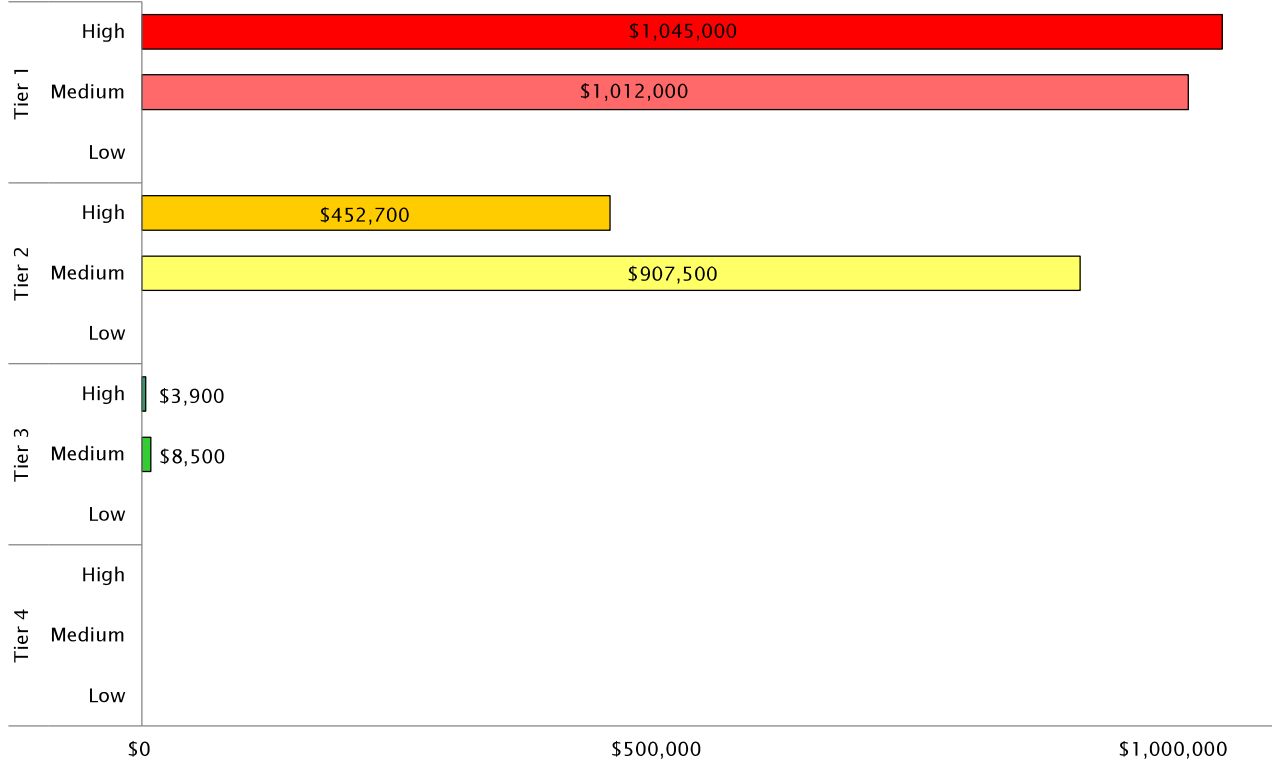 Tier 1
High
$1,045,000
Medium
$1,012,000
Low
Tier 2
High
$452,700
Medium
$907,500
Low
Tier 3
High
$3,900
Medium
$8,500
Low
Tier 4
High
Medium
Low
$0
$500,000
$1,000,000